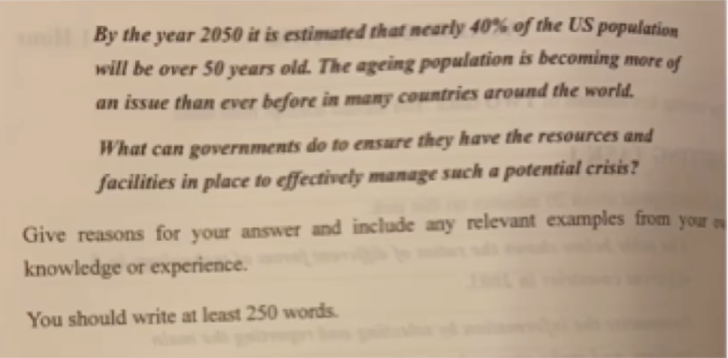 By the year 2050 it is estimated that nearly 40% of the US population
will be over 50 years old. The ageing population is becoming more of
an issue than ever before in many countries around the world.
What can governments do to ensure they have the resources and
facilities in place to effectively manage such a potential crisis?
Give reasons for your answer and include any relevant examples from your
knowledge or experience.
You should write at least 250 words.